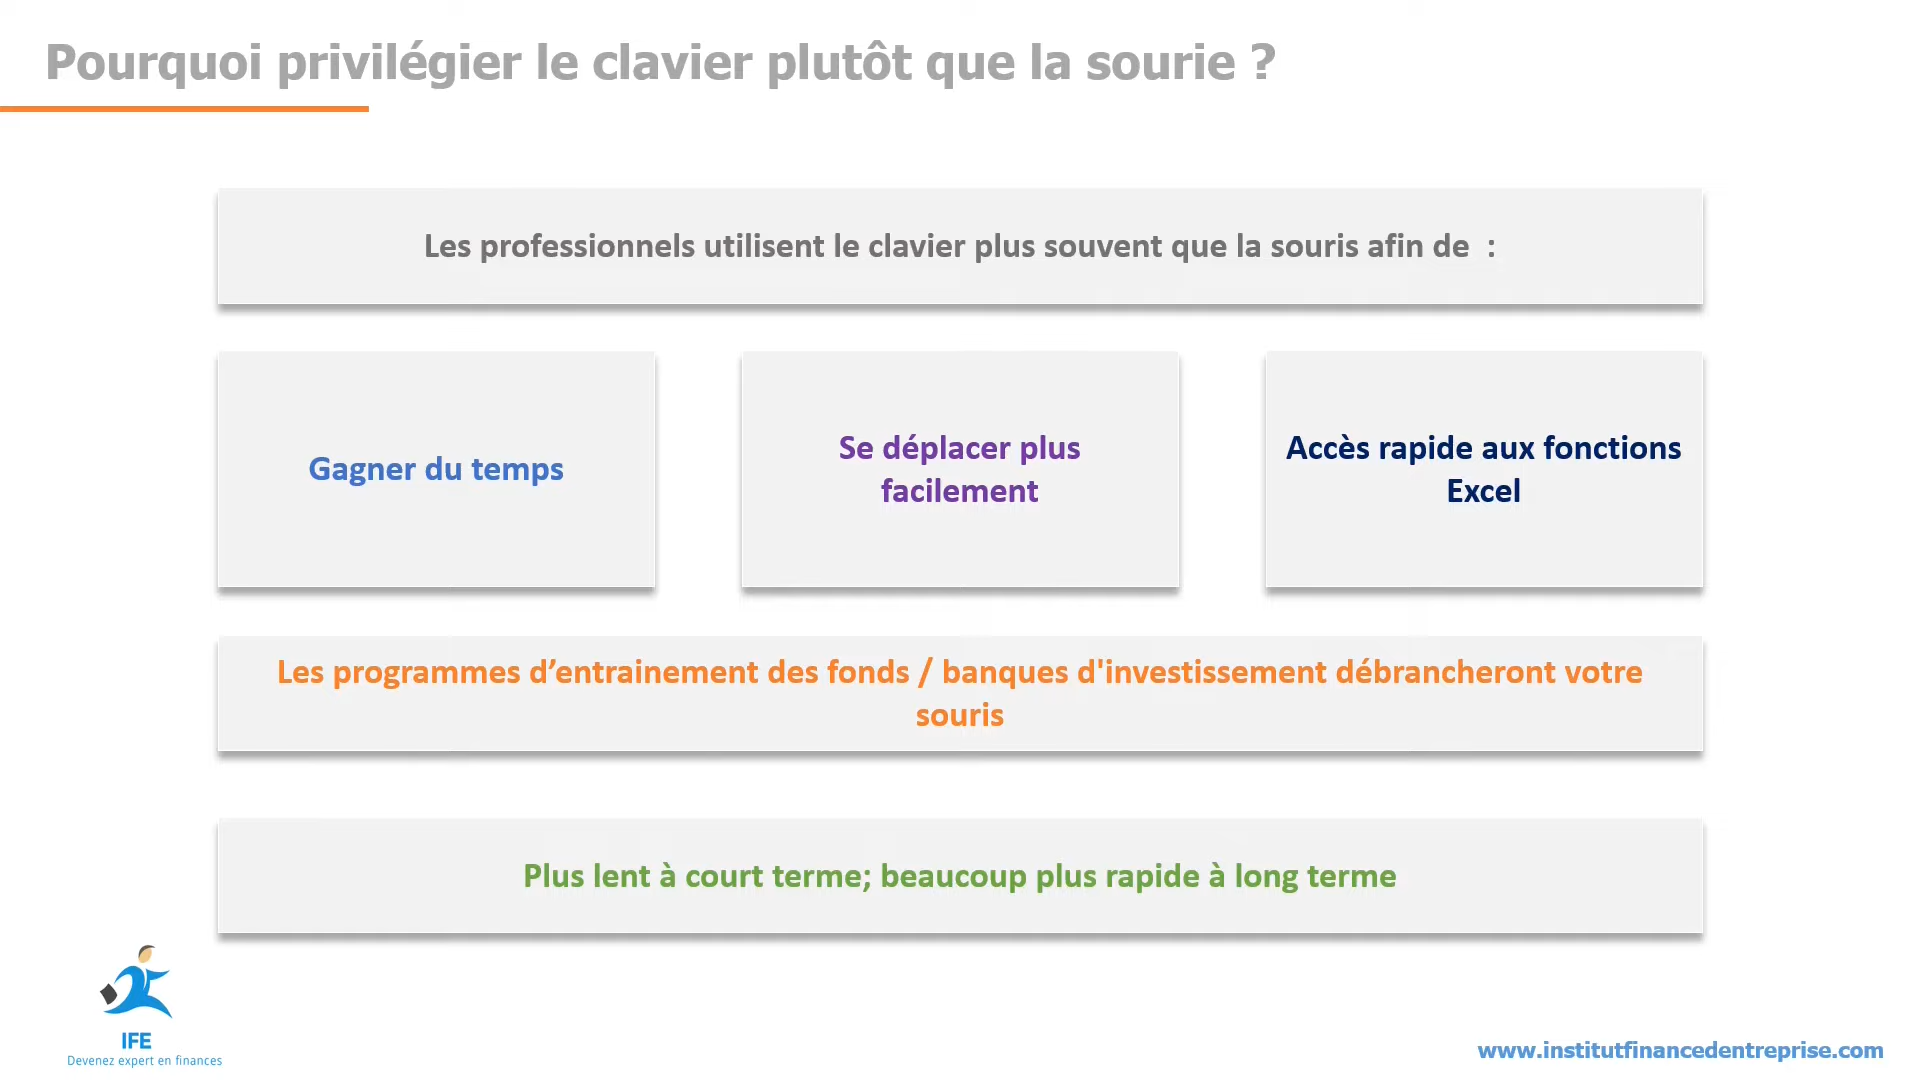 Pourquoi privilégier le clavier plutôt que la sourie ?
Les professionnels utilisent le clavier plus souvent que la souris afin de :
Gagner du temps
Se déplacer plus
facilement
Accès rapide aux fonctions
Excel
Les programmes d’entrainement des fonds / banques d'investissement débrancheront votre
souris
Plus lent à court terme; beaucoup plus rapide à long terme
IFE
Devenez expert en finances
www.institutfinancedentreprise.com